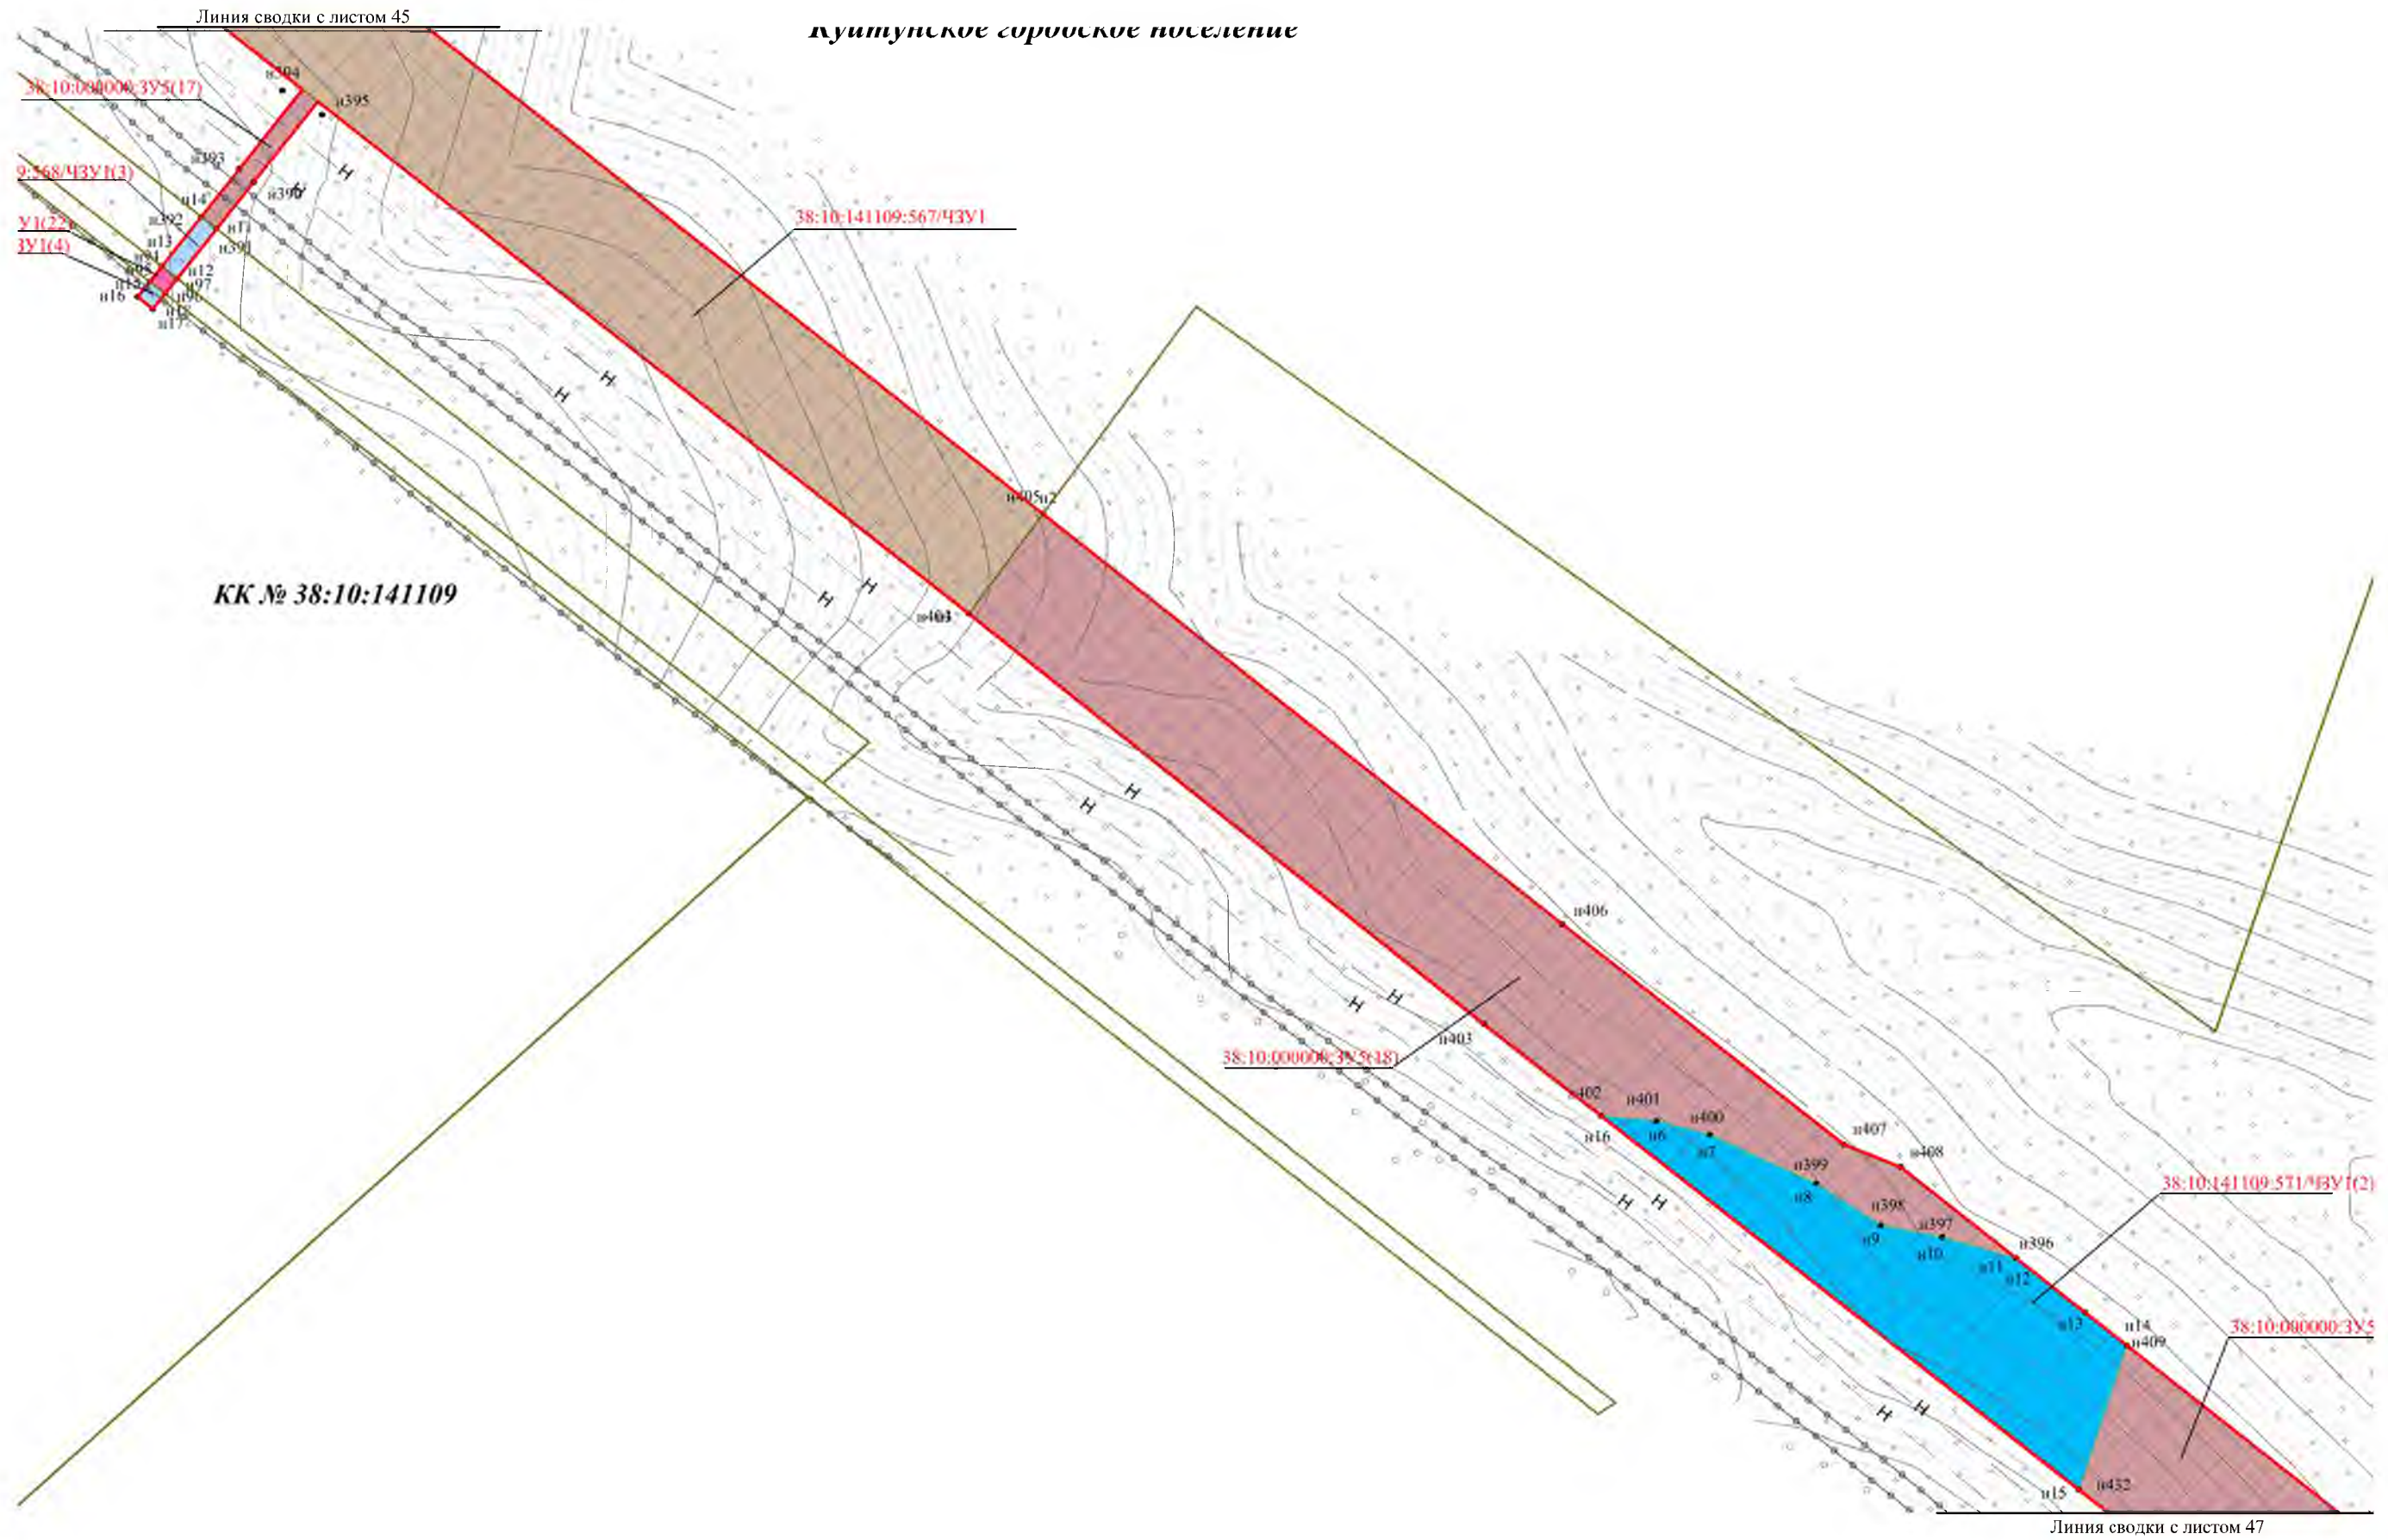 Линия сводки с листом 45
Куйтунское городское поселение
н394
38:10:000000:ЗУ5(17)
н395
н393
9:568/ЧЗУ1(3)
н390
н14
38:10:141109:567/ЧЗУ1
У1(22)
н392
н11
ЗУ1(4)
н13
н391
н12
н97
н16
н96
н17
н405
н2
КК № 38:10:141109
Н
Н
Н
Н
Н
Н
Н
Н
н406
Н
Н
н403
38:10:000000:ЗУ5(18)
н402
н401
н400
н16
н6
н7
н407
н408
н399
н8
38:10:141109:571/ЧЗУ1(2)
Н
Н
н398
н397
н9
н10
н396
н11
н12
н13
н14
н409
38:10:000000:ЗУ5
Н
Н
н15
н432
Линия сводки с листом 47